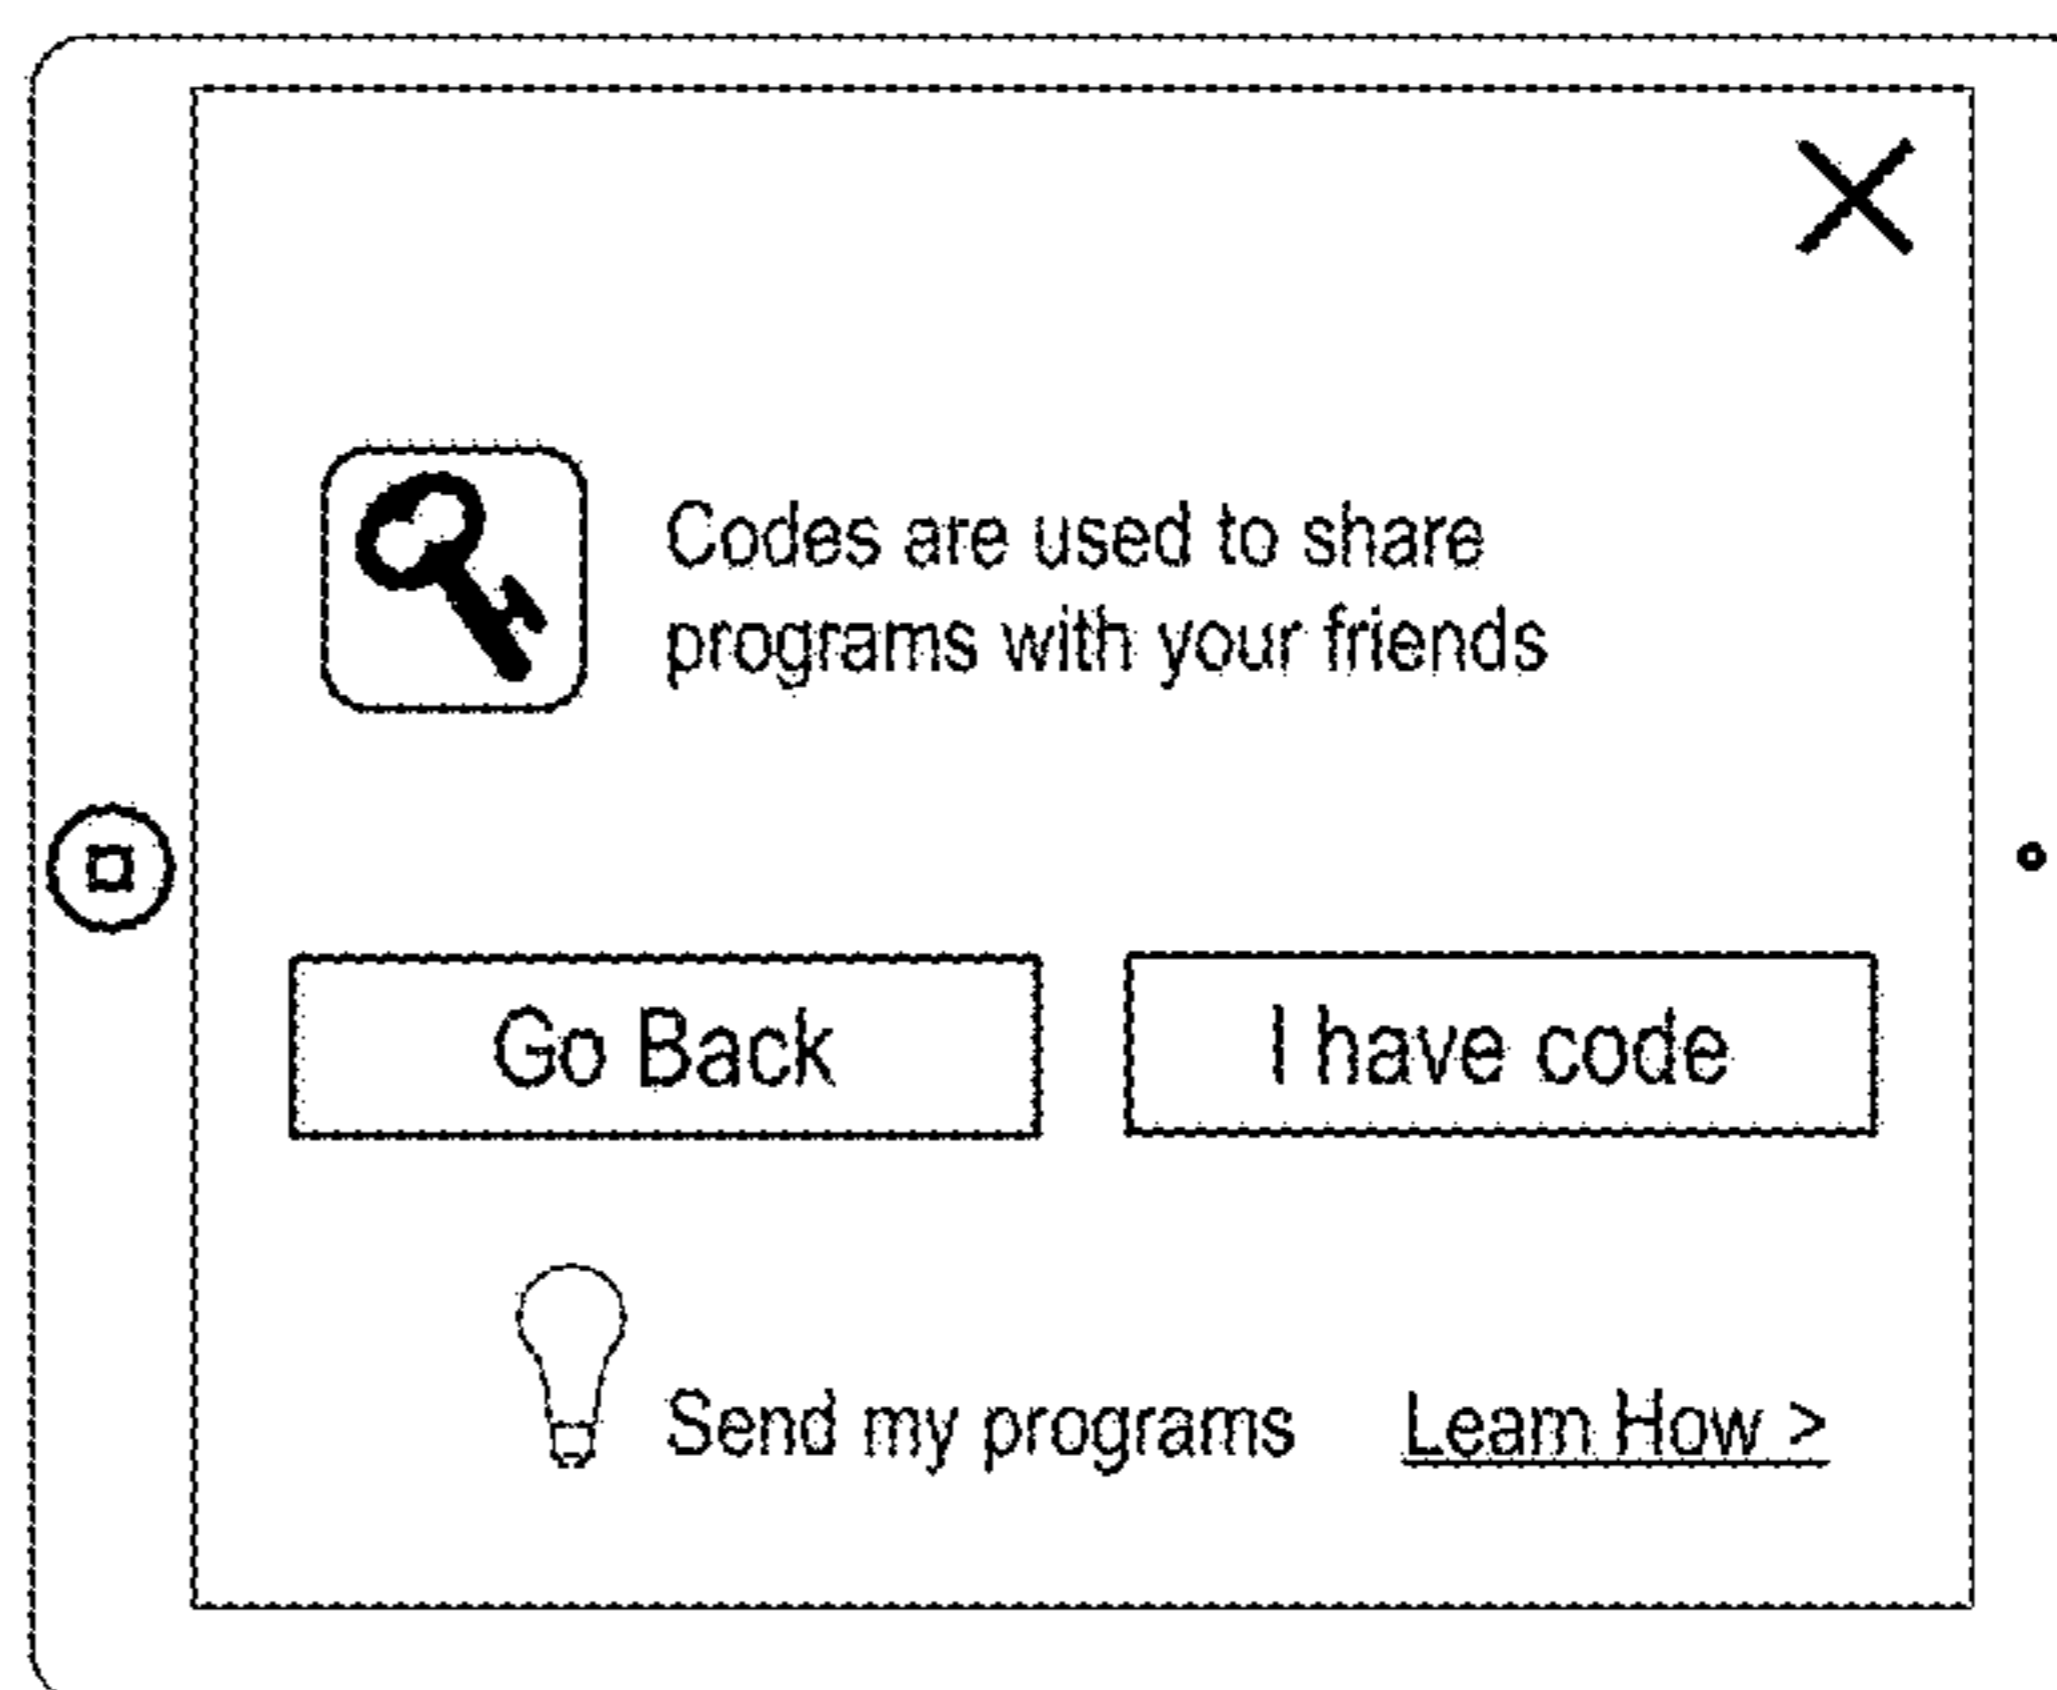 Codes are used to share
programs with your friends
Go Back
I have code
Send my programs
Learn How >